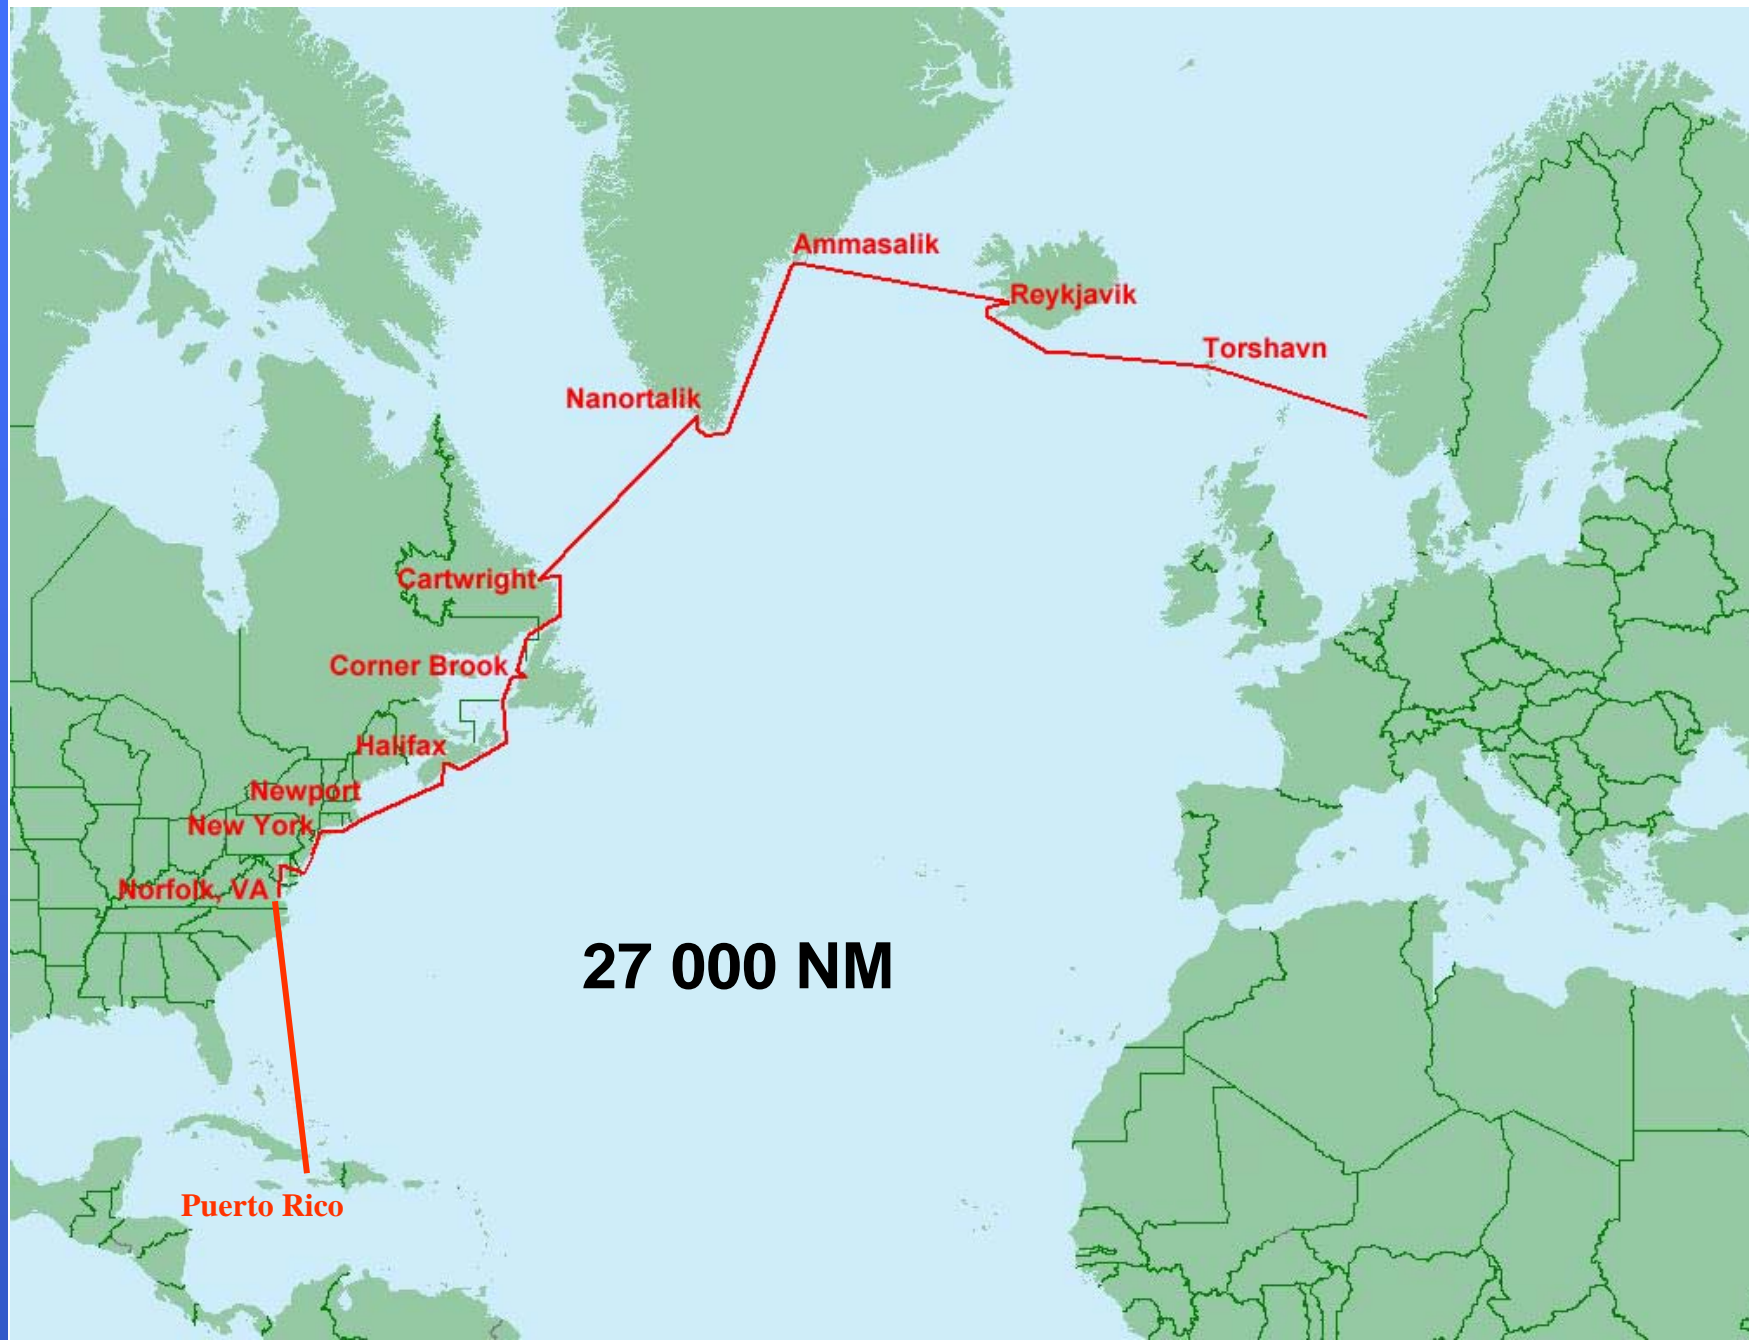 Ammasalik
Reykjavik
Torshavn
Nanortalik
Cartwright
Corner Brook
Halifax
Newport
New York
Norfolk, VA
27 000 NM
Puerto Rico